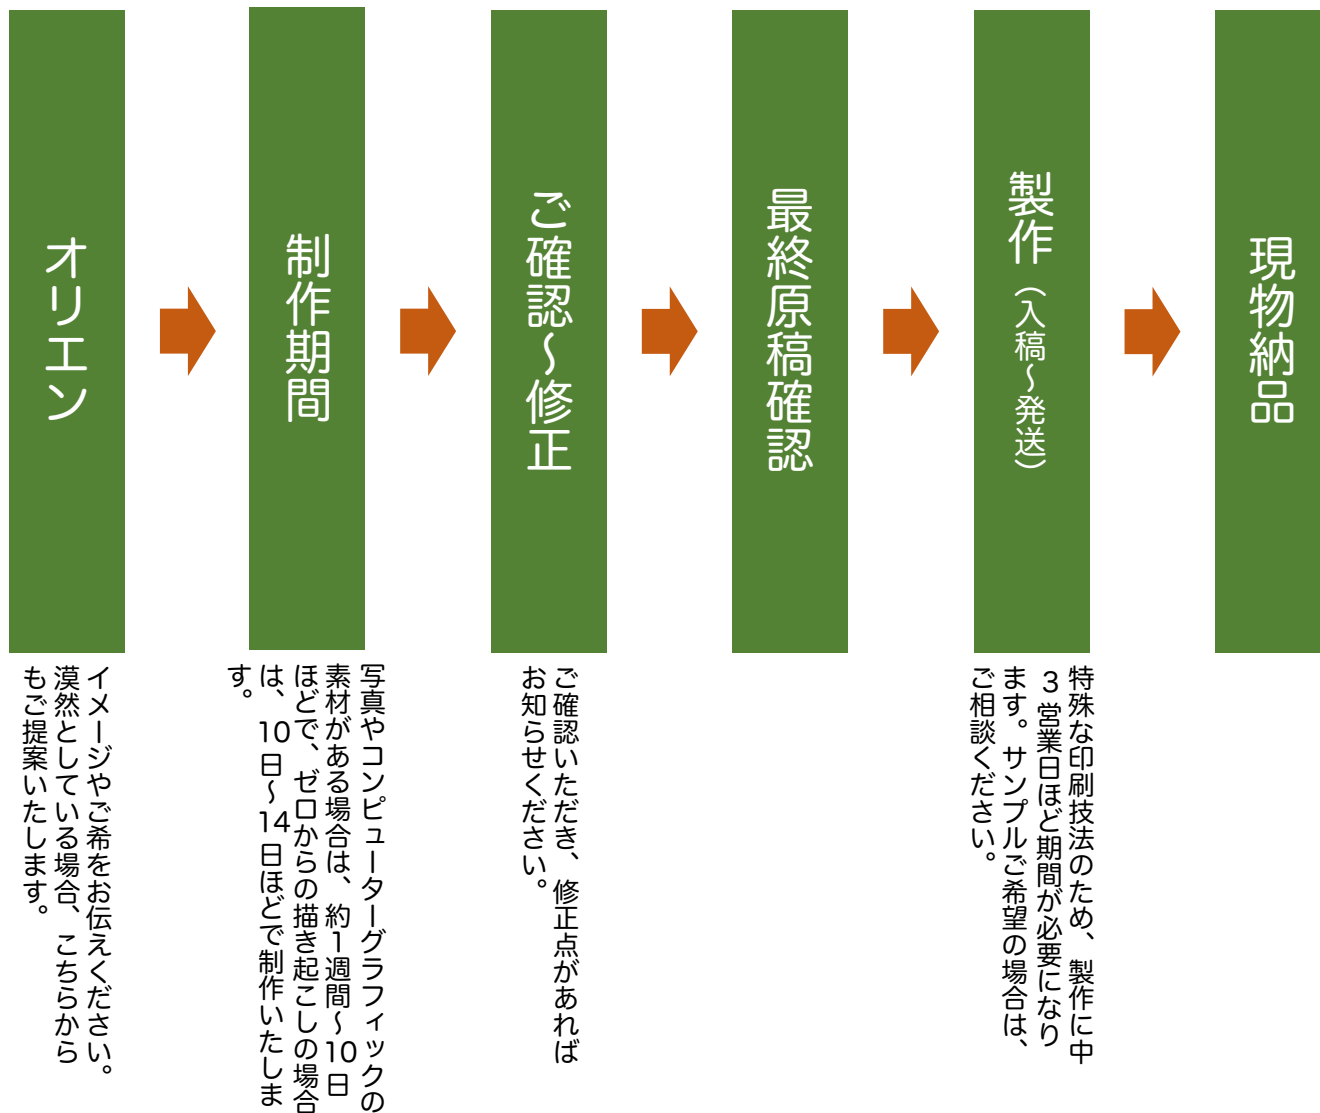 オリエン
制作期間
ご確認〜修正
最終原稿確認
製作（入稿〜発送）
現物納品
イメージやご希をお伝えください。
漠然としている場合、こちらから
もご提案いたします。
写真やコンピューターグラフィックの
素材がある場合は、約1週間〜10日
ほどで、ゼロからの描き起こしの場合
は、10日〜14日ほどで制作いたしま
す。
ご確認いただき、修正点があれば
お知らせください。
特殊な印刷技法のため、製作に中
3営業日ほど期間が必要になり
ます。サンプルご希望の場合は、
ご相談ください。